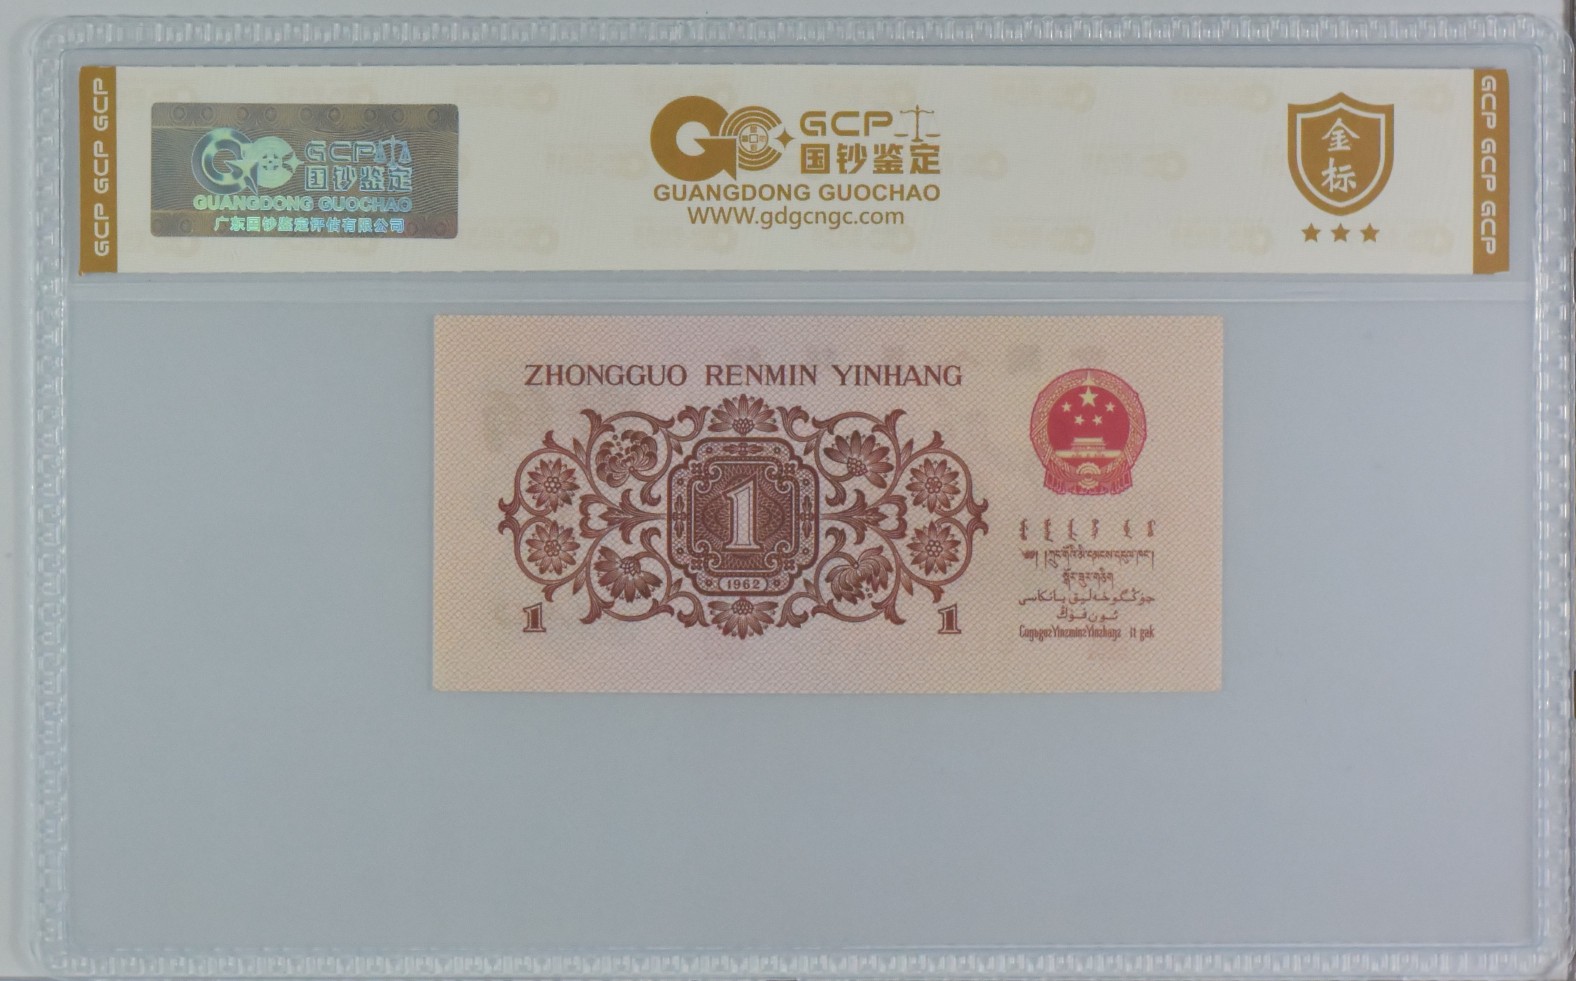 GCP GCP GCP
GCP
国钞鉴定
GUANGDONG GUOCHAO
广东国钞鉴定评估有限公司
GCP
国钞鉴定
GUANGDONG GUOCHAO
WWW.gdgcngc.com
金标
GCP GCP GCP
ZHONGGUO RENMIN YINHANG
1
(1962)
1
1